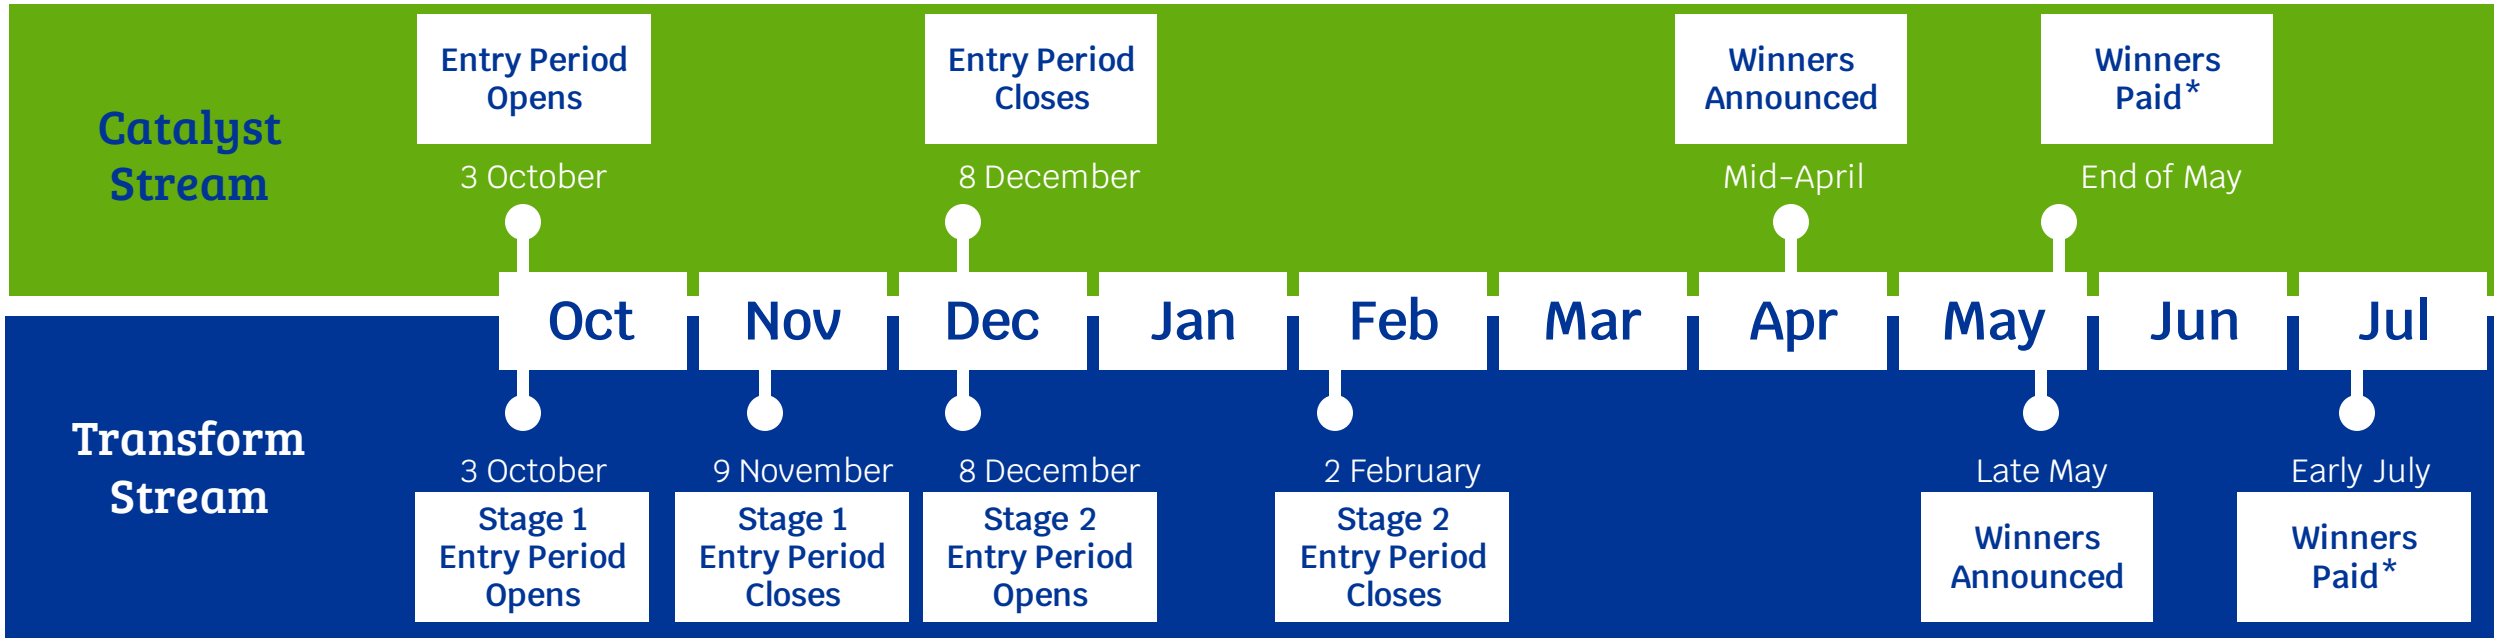 Catalyst
Stream
Entry Period
Opens
3 October
Entry Period
Closes
8 December
Winners
Announced
Mid-April
Winners
Paid*
End of May
Oct
Nov
Dec
Jan
Feb
Mar
Apr
May
Jun
Jul
Transform
Stream
3 October
Stage 1
Entry Period
Opens
9 November
Stage 1
Entry Period
Closes
8 December
Stage 2
Entry Period
Opens
2 February
Stage 2
Entry Period
Closes
Late May
Winners
Announced
Early July
Winners
Paid*